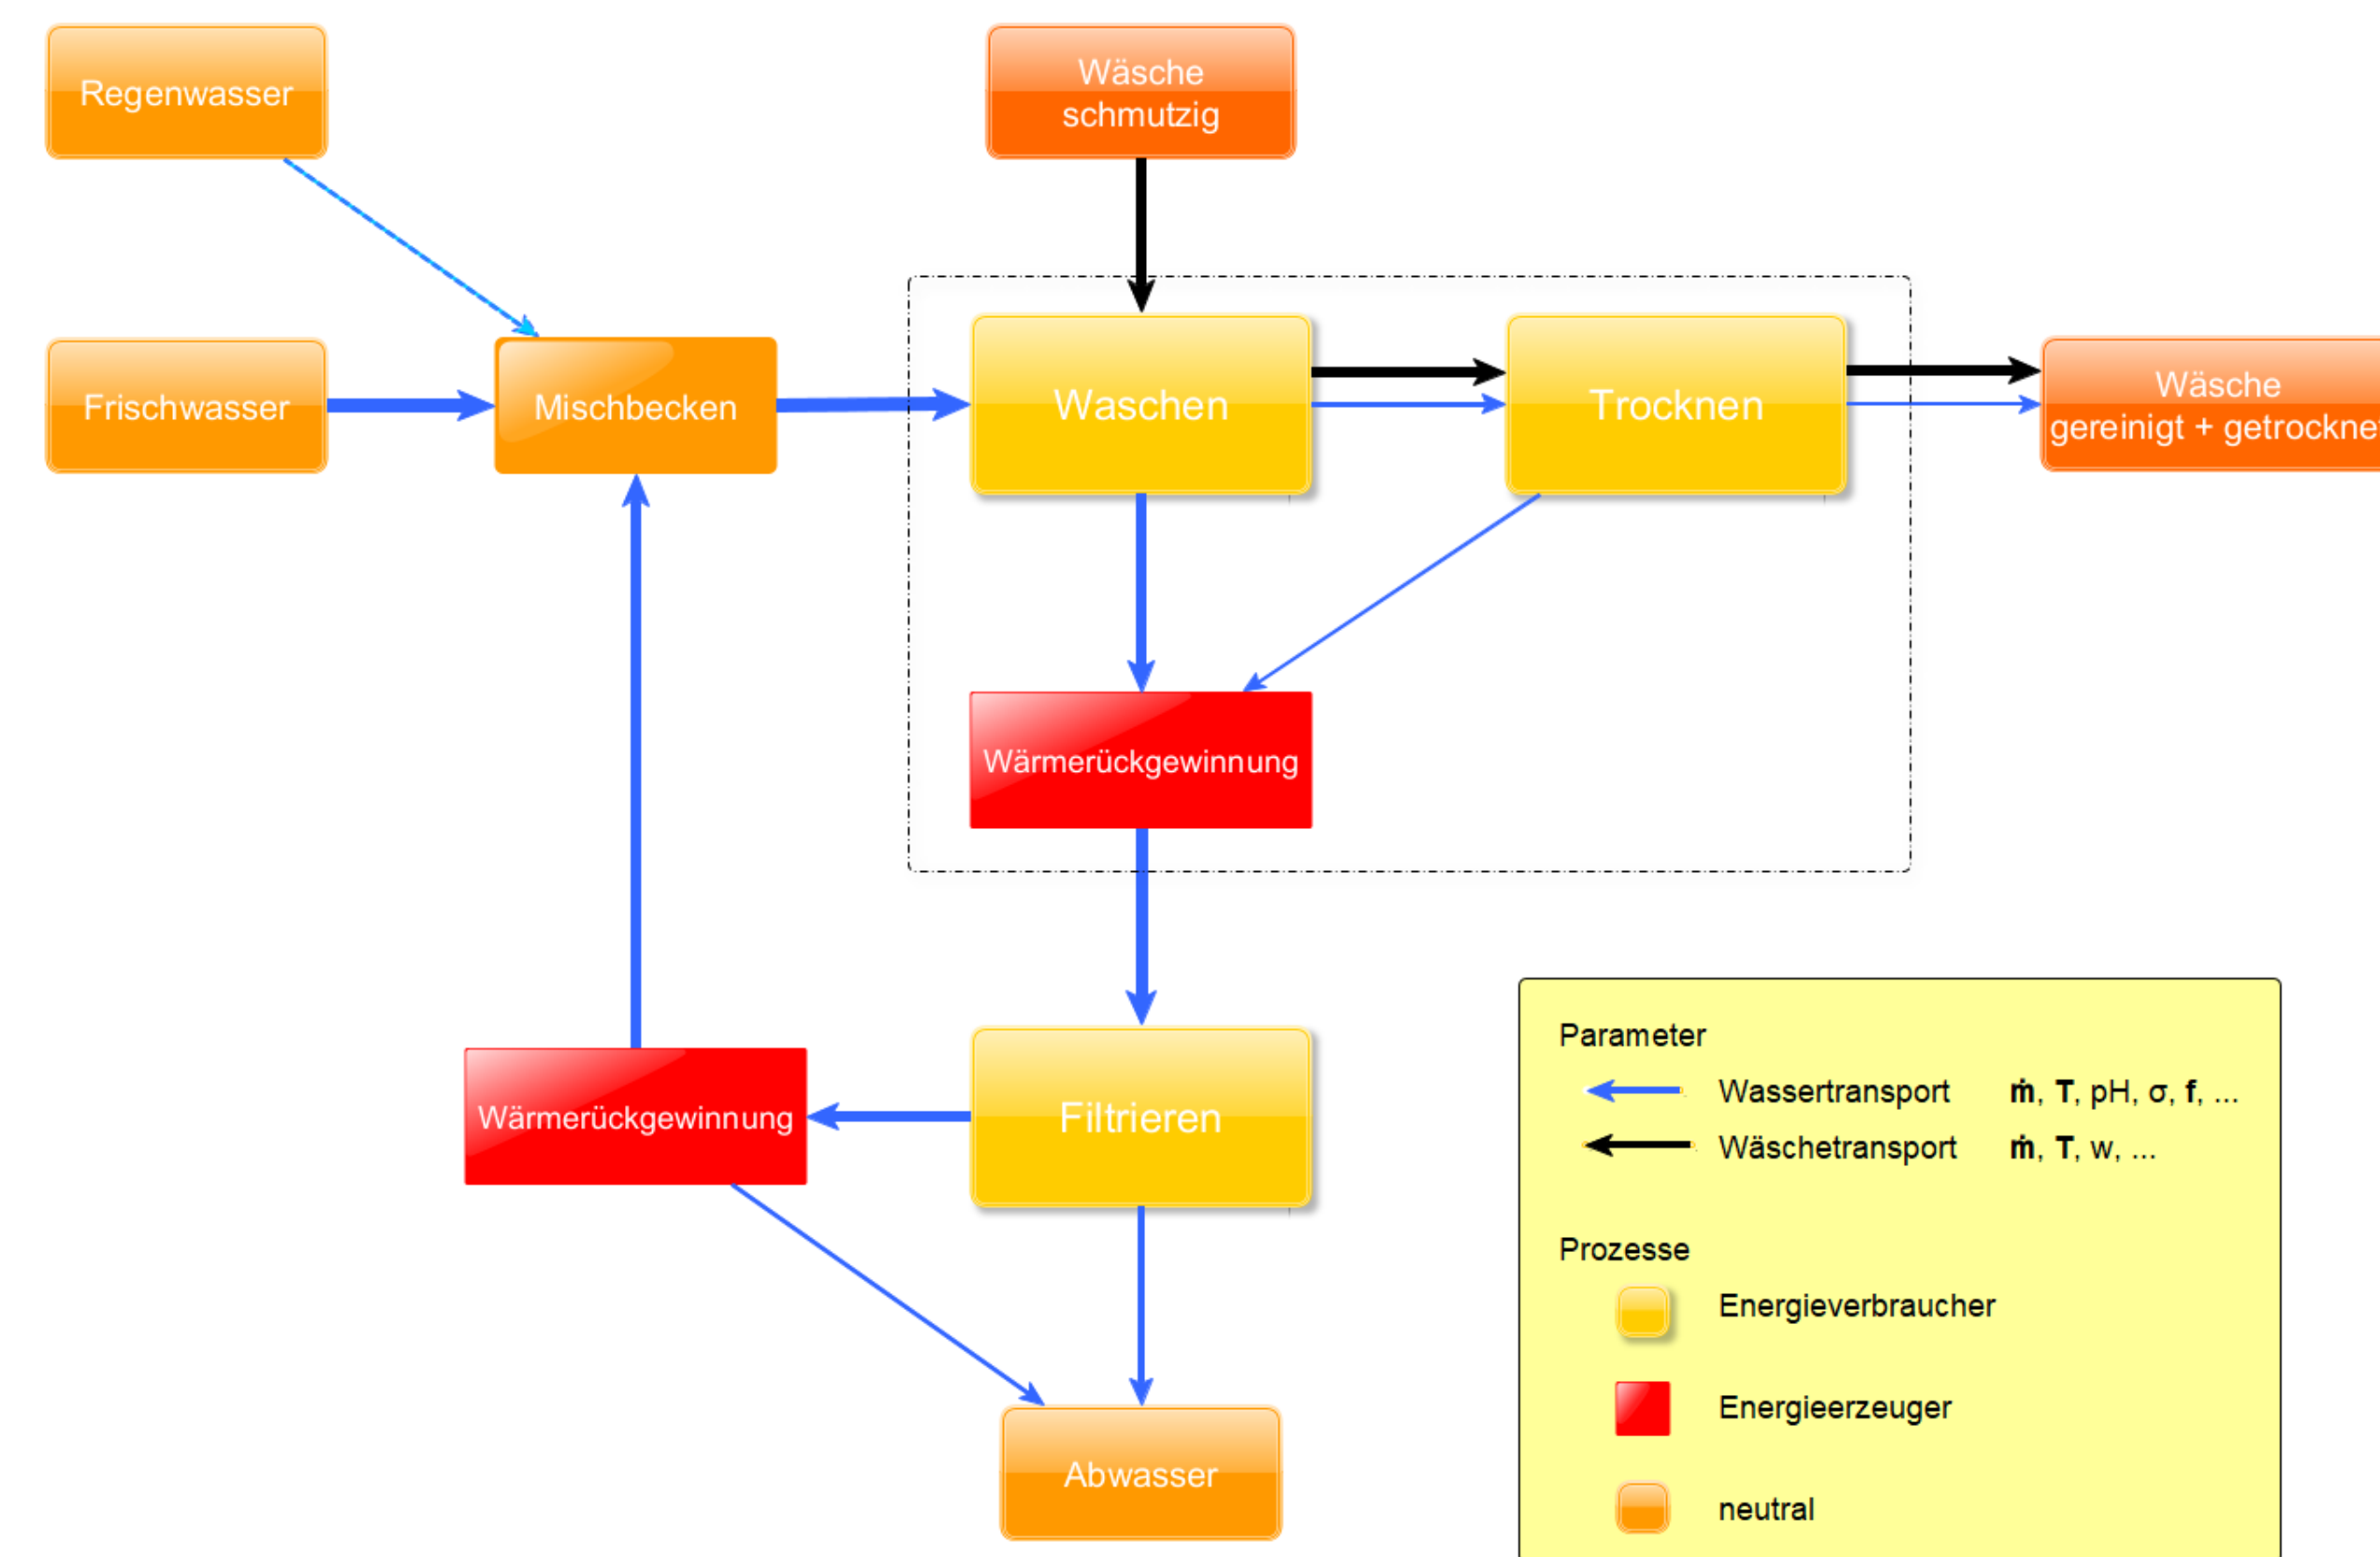 Regenwasser
Wäsche
schmutzig
Frischwasser
Mischbecken
Waschen
Trocknen
Wäsche
gereinigt + getrocknet
Wärmerückgewinnung
Wärmerückgewinnung
Filtrieren
Abwasser
Parameter
Wassertransport ṁ, T, pH, σ, f, ...
Wäschetransport ṁ, T, w, ...
Prozesse
Energieverbraucher
Energieerzeuger
neutral